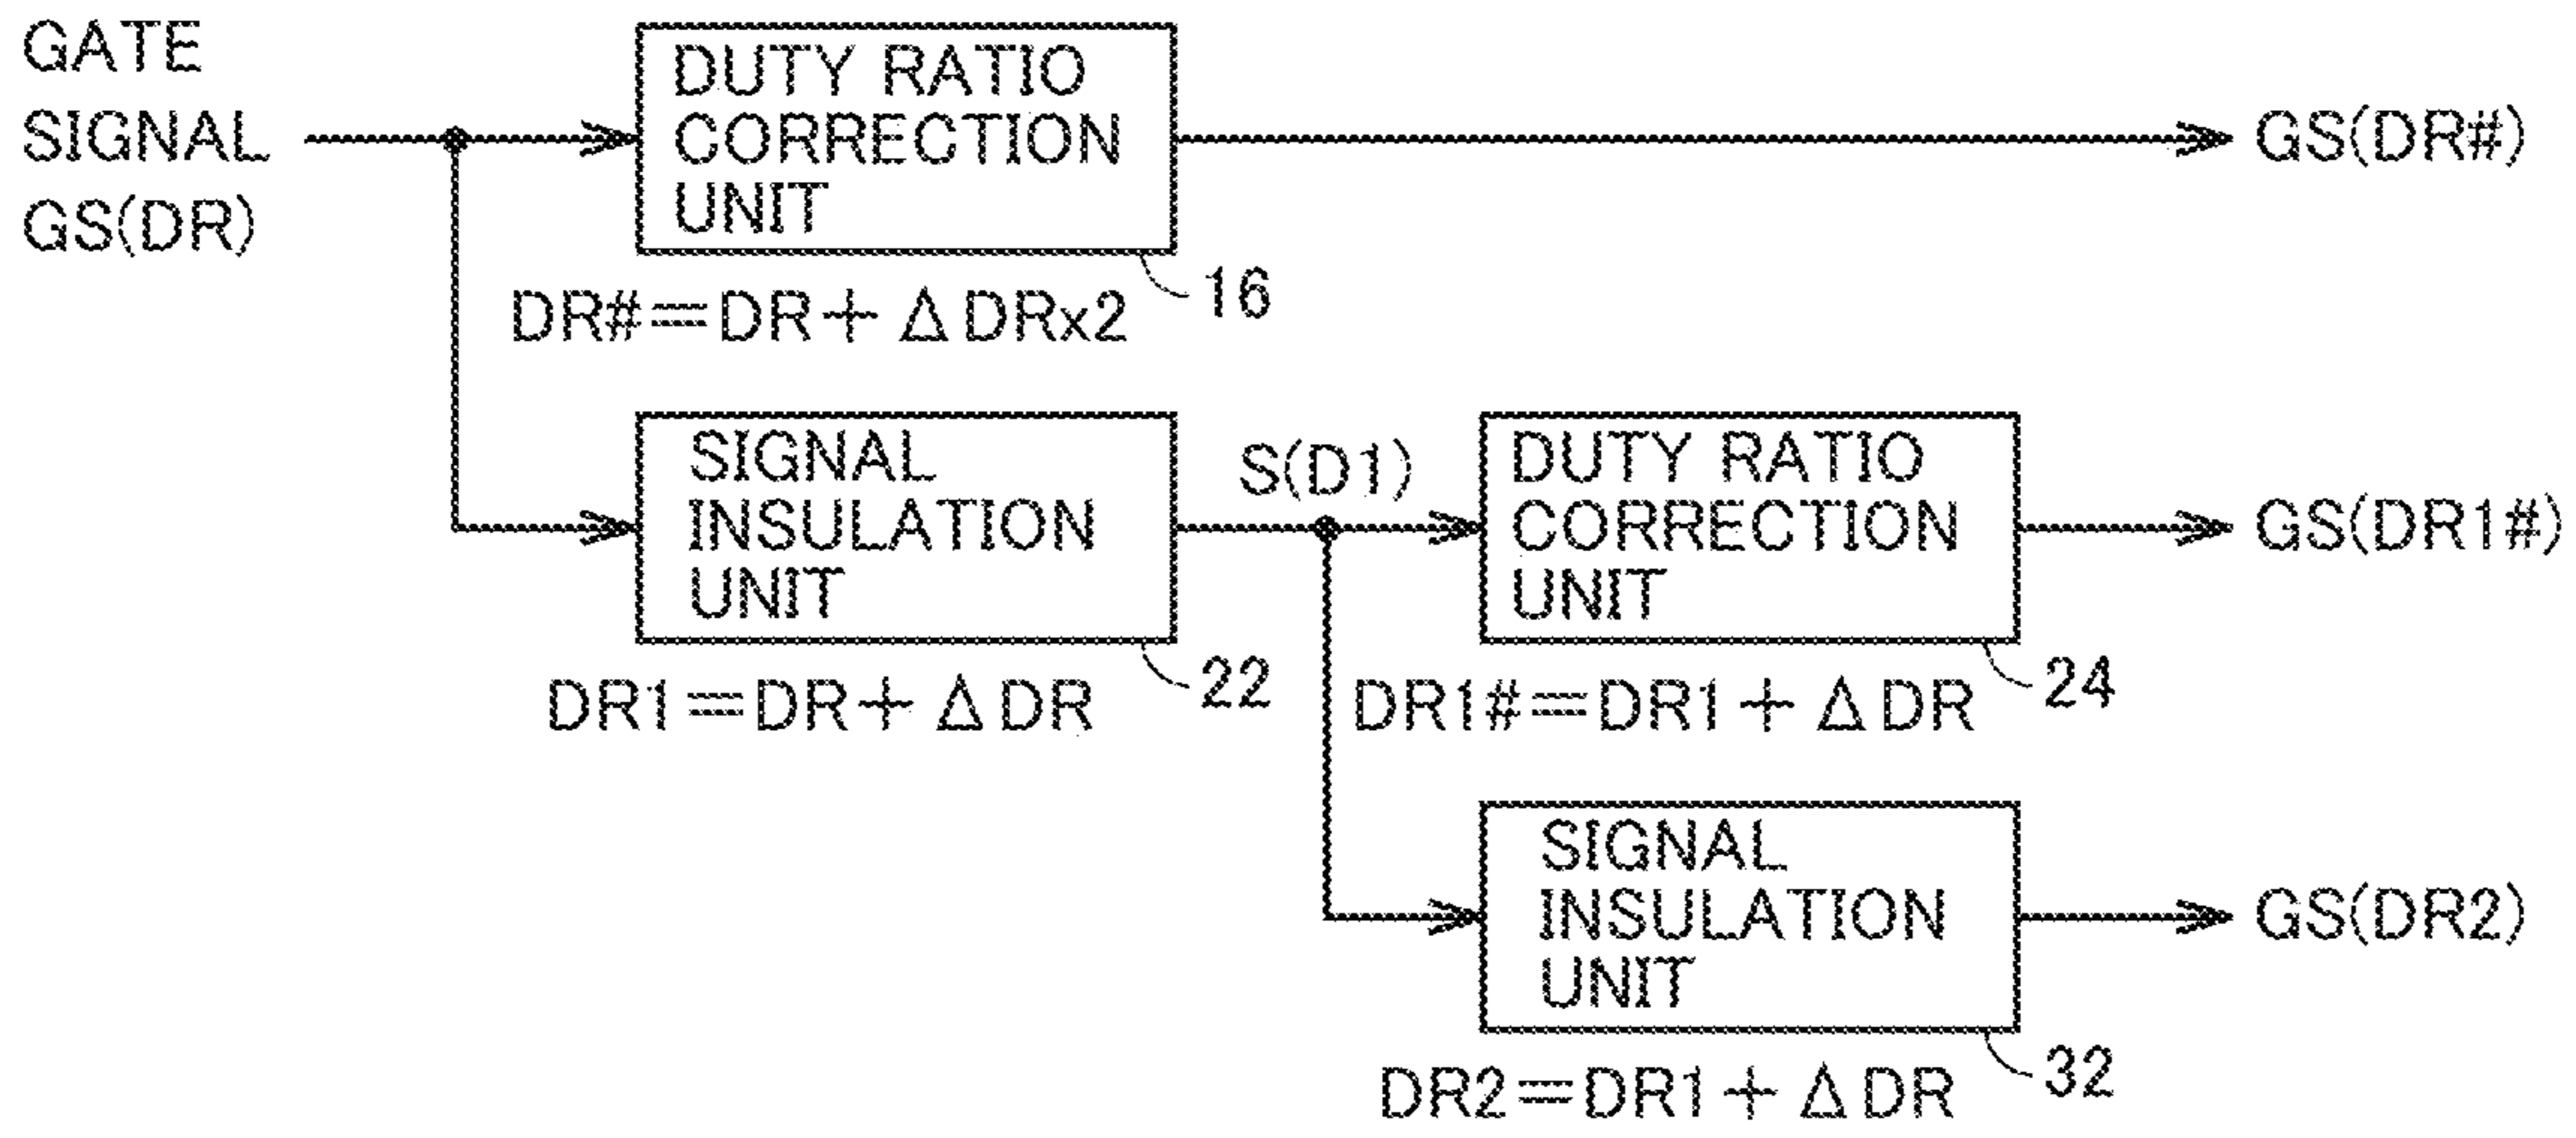 GATE
SIGNAL
GS(DR)
DUTY RATIO
CORRECTION
UNIT
GS(DR#)
16
DR#=DR+ΔDRx2
SIGNAL
INSULATION
UNIT
22
DR1=DR+ΔDR
S(D1)
DUTY RATIO
CORRECTION
UNIT
GS(DR1#)
24
DR1#=DR1+ΔDR
SIGNAL
INSULATION
UNIT
GS(DR2)
32
DR2=DR1+ΔDR